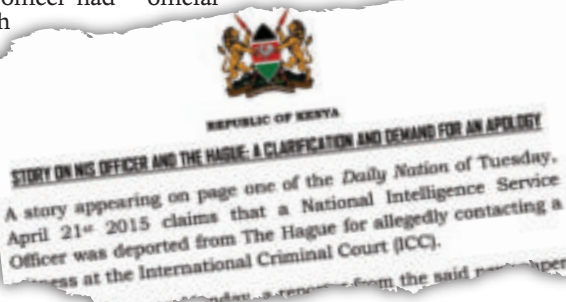 officer had official
h
REPUBLIC OF KENYA
STORY ON NIS OFFICER AND THE HAGUE: A CLARIFICATION AND DEMAND FOR AN APOLOGY
A story appearing on page one of the Daily Nation of Tuesday,
April 21st 2015 claims that a National Intelligence Service
Officer was deported from The Hague for allegedly contacting a
at the International Criminal Court (ICC).
from the said